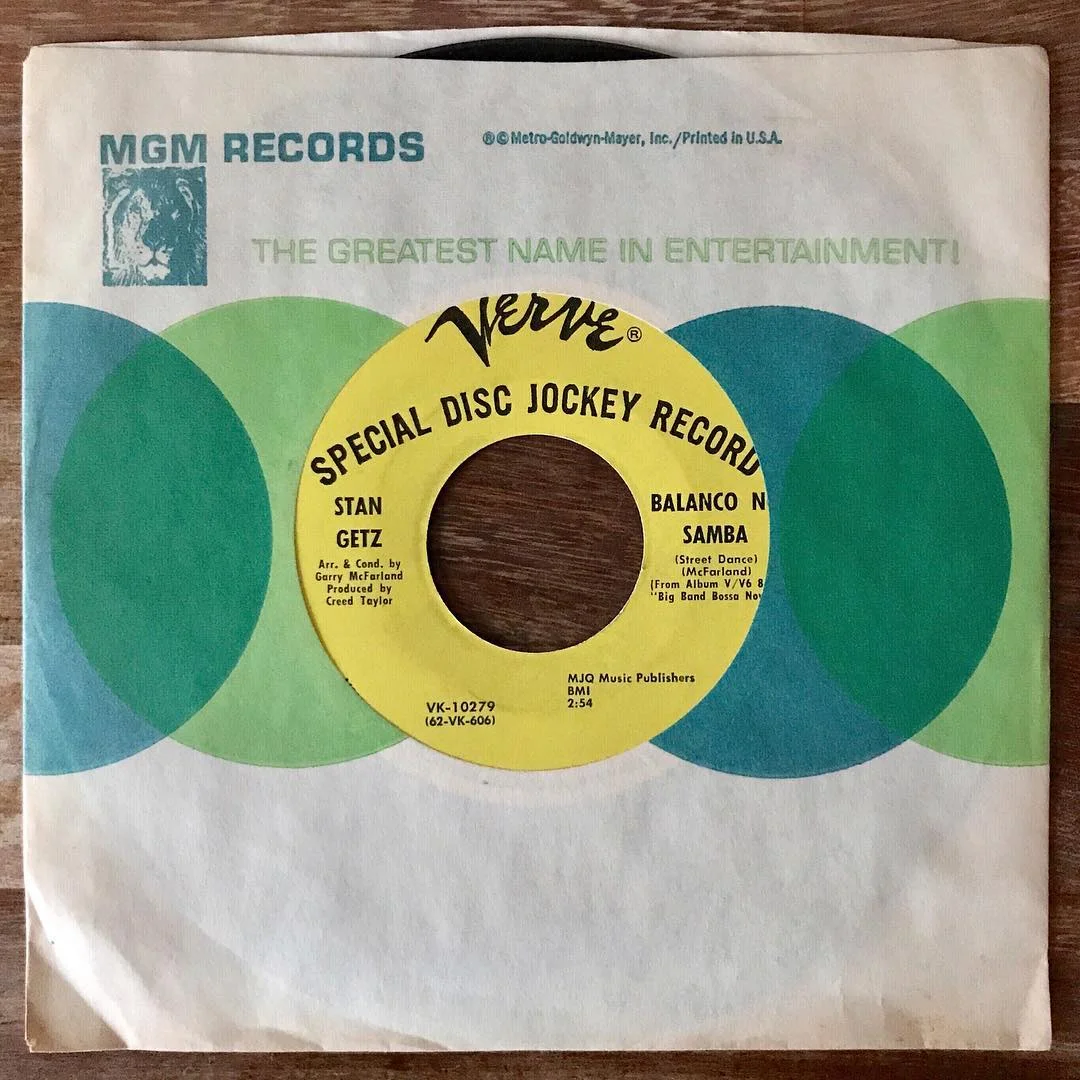 MGM RECORDS
®© Metro-Goldwyn-Mayer, Inc./Printed in U.S.A.
THE GREATEST NAME IN ENTERTAINMENT!
VERVE®
SPECIAL DISC JOCKEY RECORD
STAN
GETZ
Arr. & Cond. by
Garry McFarland
Produced by
Creed Taylor
BALANCO N
SAMBA
(Street Dance)
(McFarland)
(From Album V/V6 8
"Big Band Bossa Nov
MJQ Music Publishers
BMI
2:54
VK-10279
(62-VK-606)